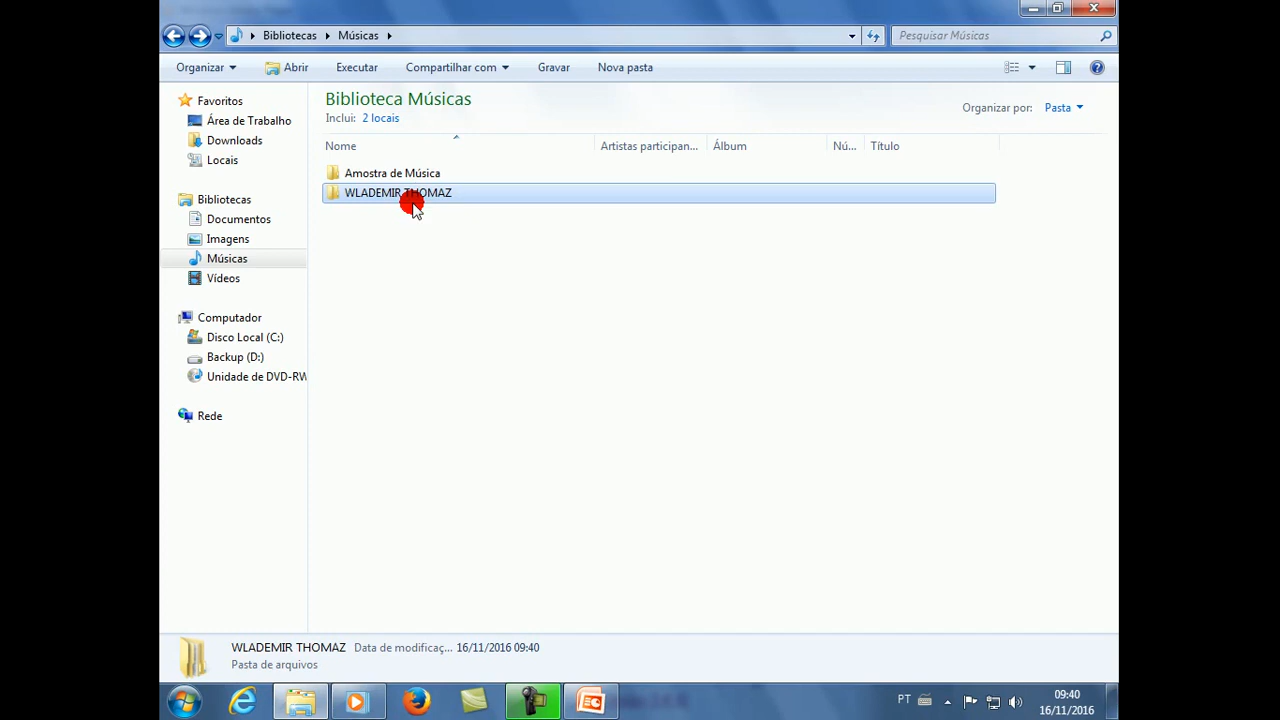 Bibliotecas Músicas
Pesquisar Músicas
Organizar Abrir Executar Compartilhar com Gravar Nova pasta
Favoritos
Área de Trabalho
Downloads
Locais
Bibliotecas
Documentos
Imagens
Músicas
Vídeos
Computador
Disco Local (C:)
Backup (D:)
Unidade de DVD-RW
Rede
Biblioteca Músicas
Inclui: 2 locais
Organizar por: Pasta
Nome Artistas participan... Álbum Nú... Título
Amostra de Música
WLADEMIR THOMAZ
WLADEMIR THOMAZ Data de modificaç... 16/11/2016 09:40
Pasta de arquivos
PT
09:40
16/11/2016